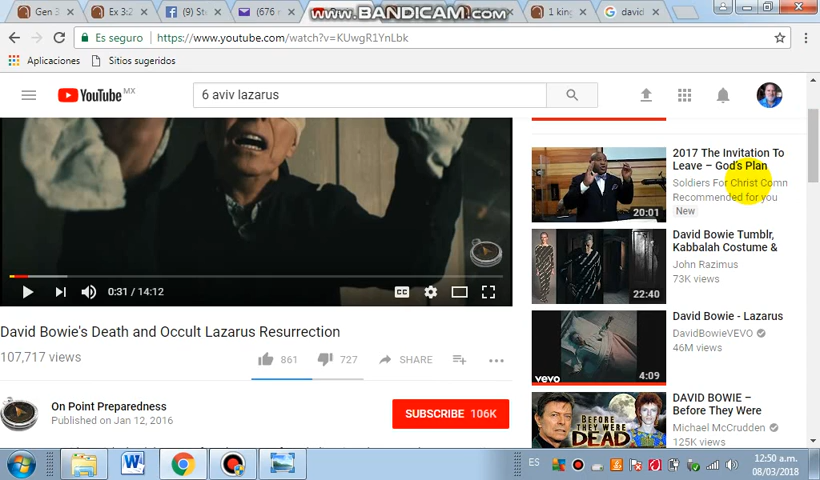 Gen 3
Ex 3:2
(9) St
(676
WWW.BANDICAM.COM
1 king
david
Es seguro
https://www.youtube.com/watch?v=KUwgR1YnLbk
Aplicaciones
Sitios sugeridos
YouTube MX
6 aviv lazarus
2017 The Invitation To
Leave – God's Plan
Soldiers For Christ Comn
Recommended for you
New
20:01
David Bowie Tumblr,
Kabbalah Costume &
John Razimus
73K views
22:40
0:31 / 14:12
CC
David Bowie - Lazarus
DavidBowieVEVO
46M views
vevo
4:09
David Bowie's Death and Occult Lazarus Resurrection
107,717 views
861
727
SHARE
On Point Preparedness
Published on Jan 12, 2016
SUBSCRIBE 106K
DAVID BOWIE –
Before They Were
Michael McCrudden
125K views
BEFORE
THEY WERE
DEAD
ES
12:50 a.m.
08/03/2018